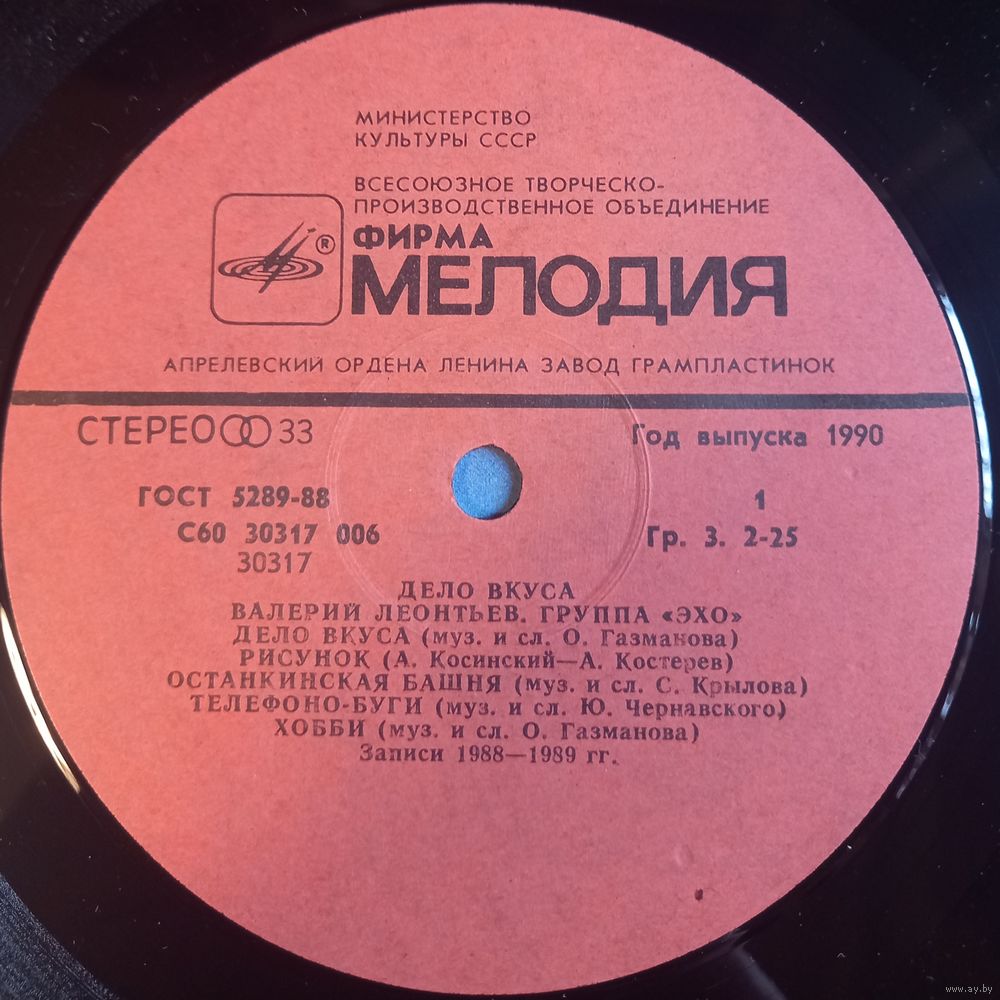 МИНИСТЕРСТВО
КУЛЬТУРЫ СССР
ВСЕСОЮЗНОЕ ТВОРЧЕСКО-
ПРОИЗВОДСТВЕННОЕ ОБЪЕДИНЕНИЕ
®
ФИРМА
МЕЛОДИЯ
АПРЕЛЕВСКИЙ ОРДЕНА ЛЕНИНА ЗАВОД ГРАМПЛАСТИНОК
СТЕРЕО 33
Год выпуска 1990
ГОСТ 5289-88
1
С60 30317 006
Гр. 3. 2-25
30317
ДЕЛО ВКУСА
ВАЛЕРИЙ ЛЕОНТЬЕВ. ГРУППА «ЭХО»
ДЕЛО ВКУСА (муз. и сл. О. Газманова)
РИСУНОК (А. Косинский—А. Костерев)
ОСТАНКИНСКАЯ БАШНЯ (муз. и сл. С. Крылова)
ТЕЛЕФОНО-БУГИ (муз. и сл. Ю. Чернавского)
ХОББИ (муз. и сл. О. Газманова)
Записи 1988—1989 гг.
www.ay.by